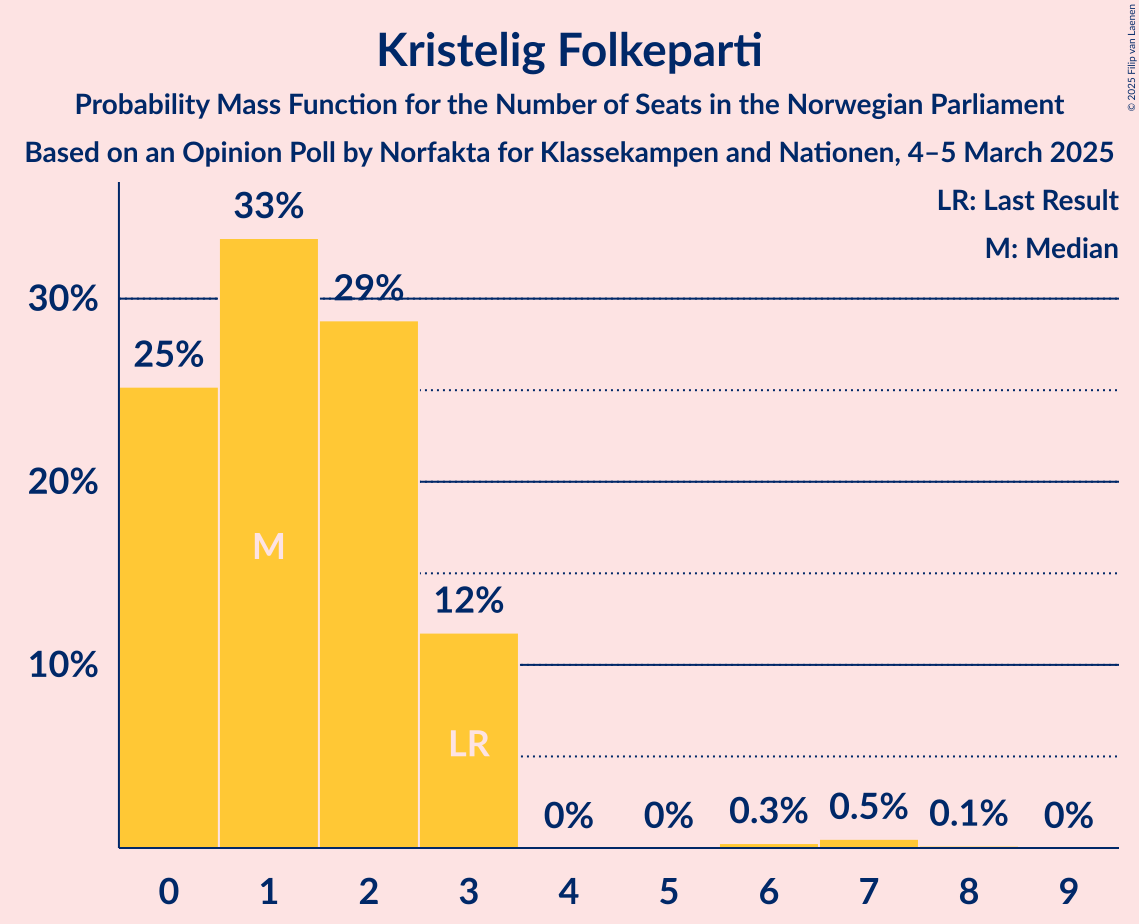 Kristelig Folkeparti
Probability Mass Function for the Number of Seats in the Norwegian Parliament
Based on an Opinion Poll by Norfakta for Klassekampen and Nationen, 4–5 March 2025
© 2025 Filip van Laenen
LR: Last Result
M: Median
33%
29%
30%
25%
20%
M
12%
10%
LR
0%
0%
0.3%
0.5%
0.1%
0%
0 1 2 3 4 5 6 7 8 9